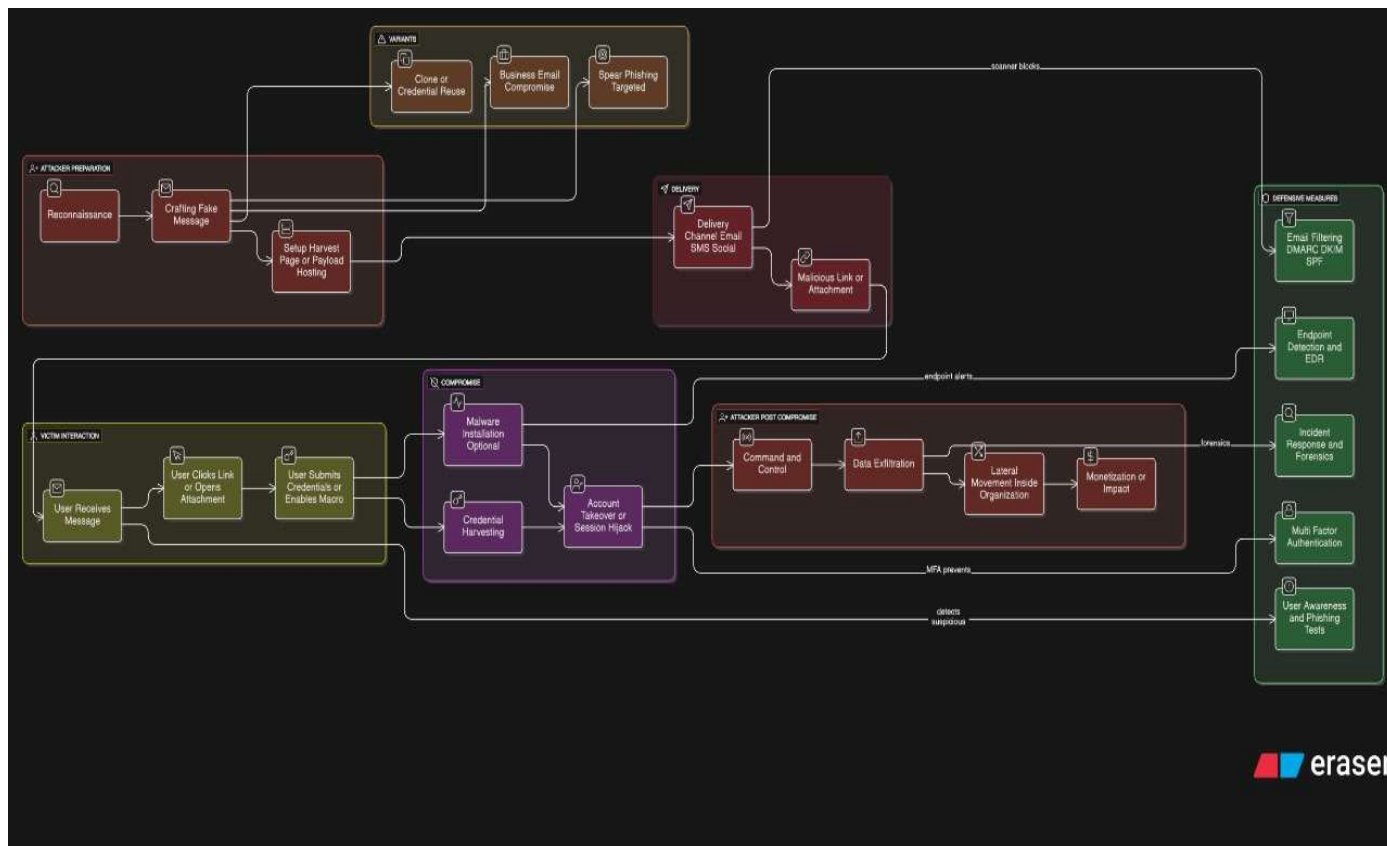 VARIANTS
Clone or
Credential Reuse
Business Email
Compromise
Spear Phishing
Targeted
scanner blocks
ATTACKER PREPARATION
Reconnaissance
Crafting Fake
Message
Setup Harvest
Page or Payload
Hosting
DELIVERY
Delivery
Channel Email
SMS Social
Malicious Link or
Attachment
DEFENSIVE MEASURES
Email Filtering
DMARC DKIM
SPF
Endpoint
Detection and
EDR
Incident
Response and
Forensics
Multi Factor
Authentication
User Awareness
and Phishing
Tests
VICTIM INTERACTION
User Receives
Message
User Clicks Link
or Opens
Attachment
User Submits
Credentials or
Enables Macro
COMPROMISE
Malware
Installation
Optional
Credential
Harvesting
Account
Takeover or
Session Hijack
endpoint alerts
ATTACKER POST COMPROMISE
Command and
Control
Data Exfiltration
Lateral
Movement Inside
Organization
Monetization or
Impact
forensics
MFA prevents
detects
suspicious
eraser